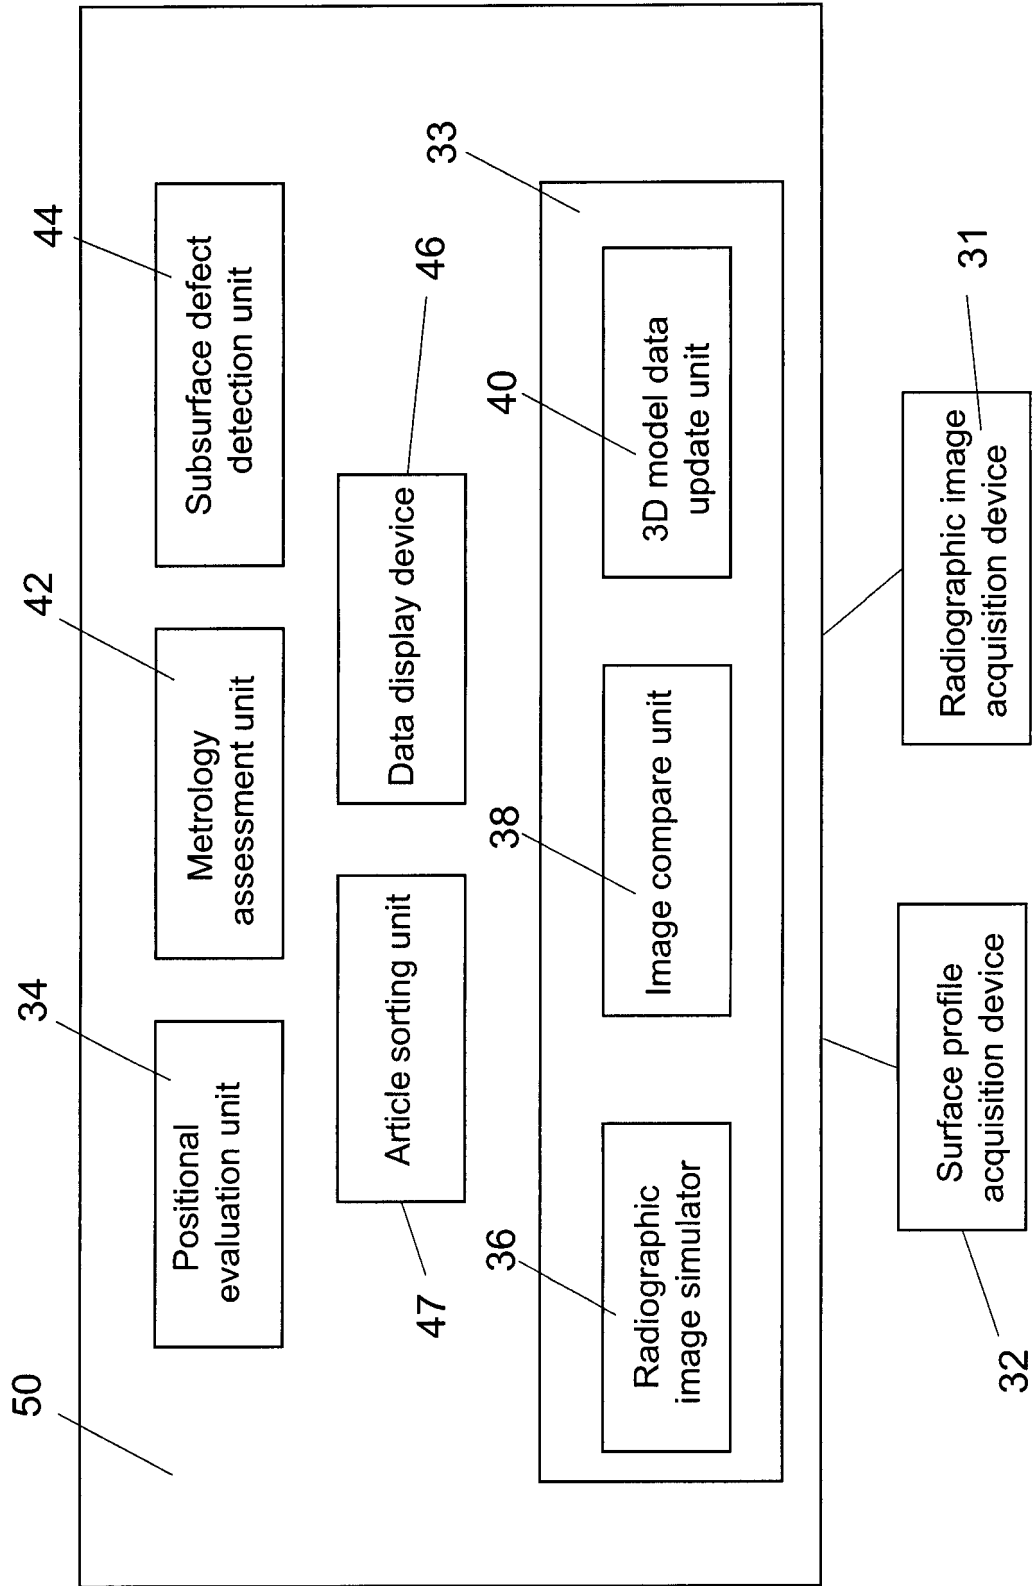 50
34
42
44
Positional
evaluation unit
Metrology
assessment unit
Subsurface defect
detection unit
47
Article sorting unit
Data display device
46
33
36
38
40
Radiographic
image simulator
Image compare unit
3D model data
update unit
32
Surface profile
acquisition device
Radiographic image
acquisition device
31